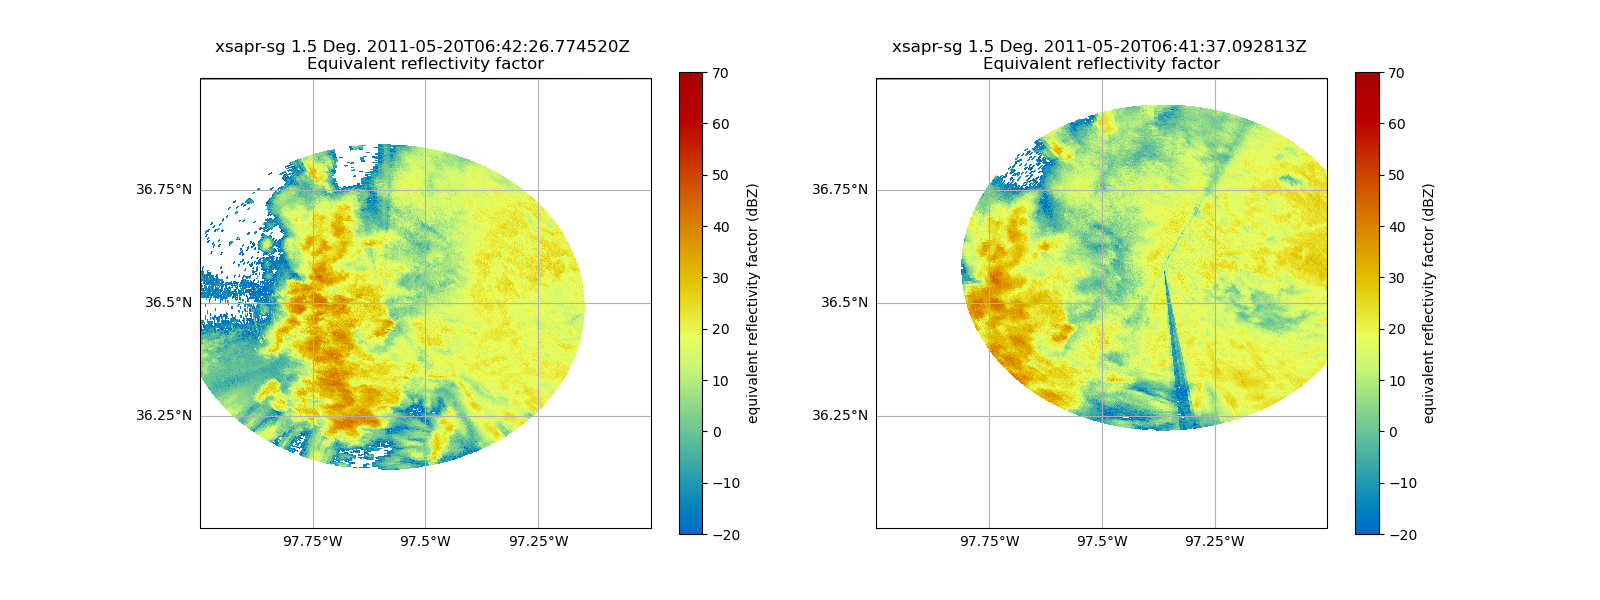 xsapr-sg 1.5 Deg. 2011-05-20T06:42:26.774520Z
Equivalent reflectivity factor
36.75°N
36.5°N
36.25°N
97.75°W 97.5°W 97.25°W
70
60
50
40
30
20
10
0
−10
−20
equivalent reflectivity factor (dBZ)
xsapr-sg 1.5 Deg. 2011-05-20T06:41:37.092813Z
Equivalent reflectivity factor
36.75°N
36.5°N
36.25°N
97.75°W 97.5°W 97.25°W
70
60
50
40
30
20
10
0
−10
−20
equivalent reflectivity factor (dBZ)